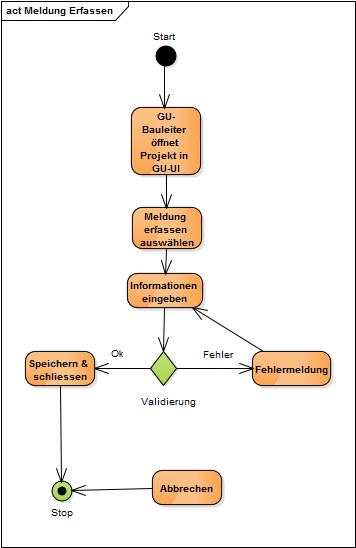 act Meldung Erfassen
Start
GU-
Bauleiter
öffnet
Projekt in
GU-UI
Meldung
erfassen
auswählen
Informationen
eingeben
Ok
Fehler
Speichern &
schliessen
Fehlermeldung
Validierung
Abbrechen
Stop